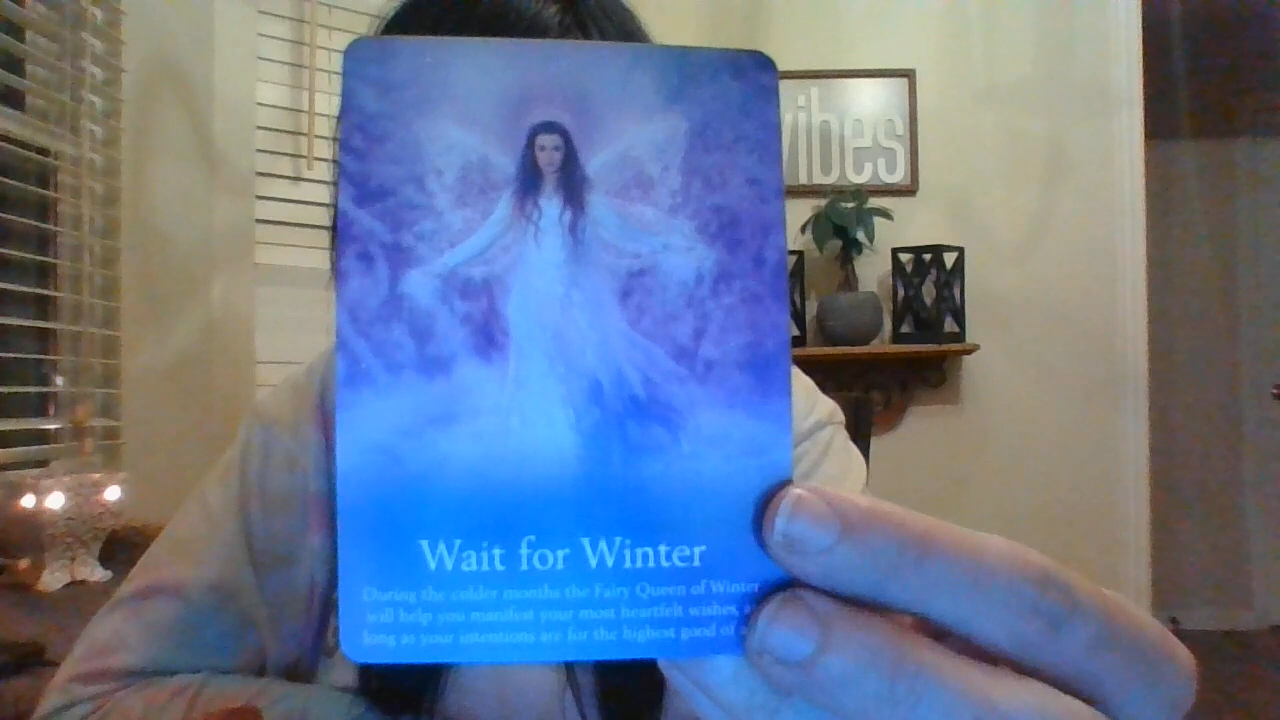 vibes
Wait for Winter
During the colder months the Fairy Queen of Winter
will help you manifest your most heartfelt wishes, a
long as your intentions are for the highest good of